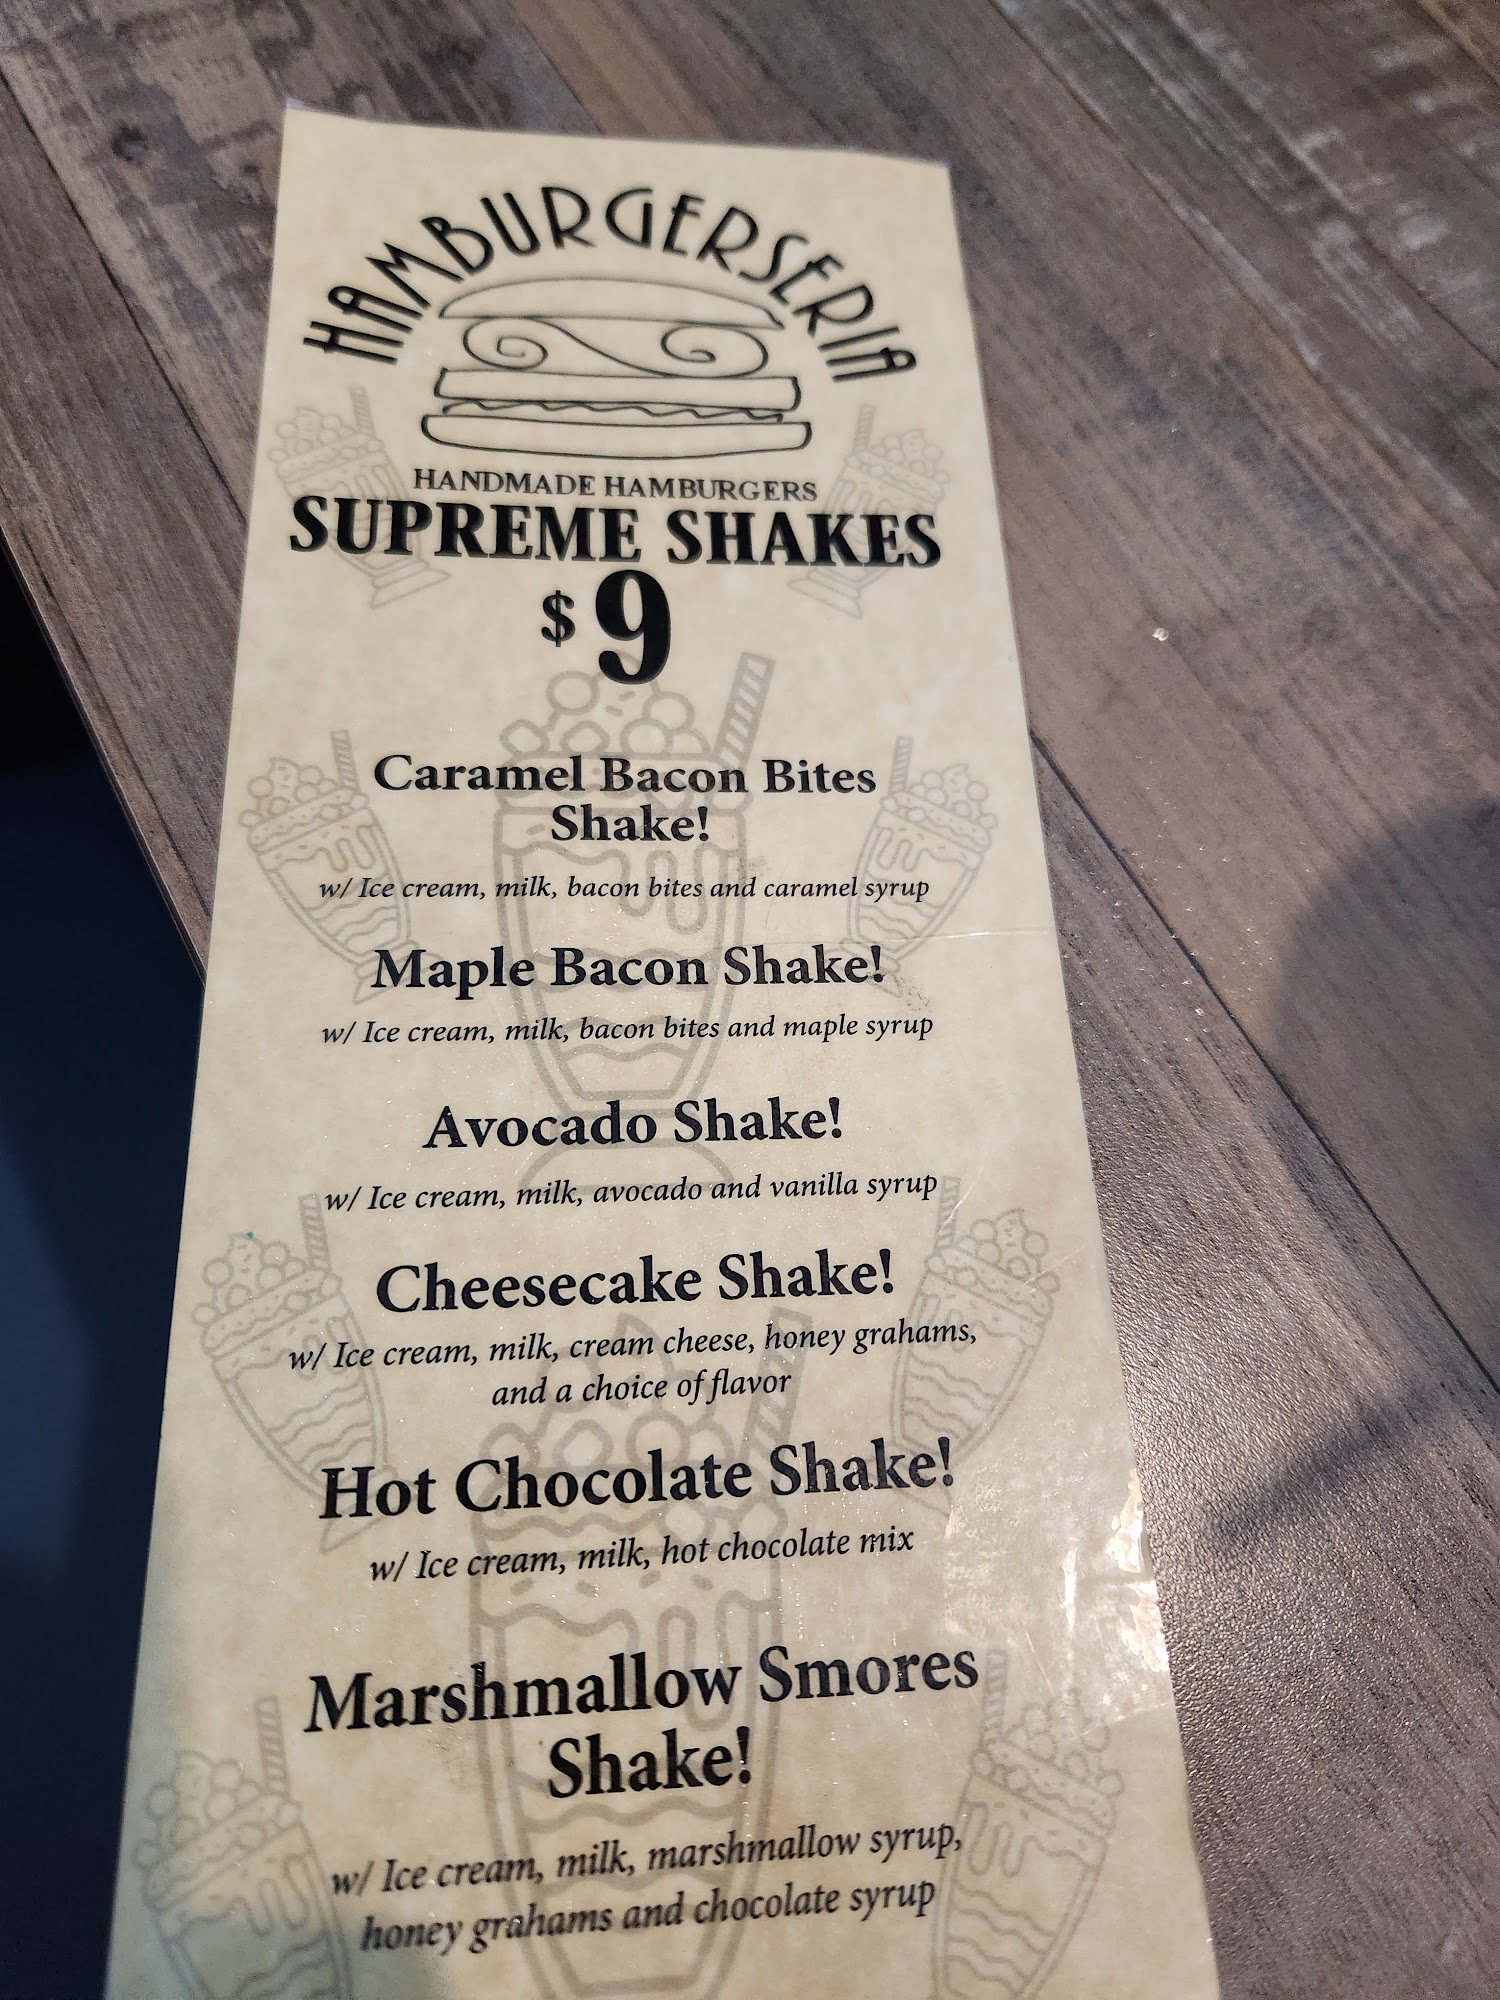 HAMBURGERSERIA
HANDMADE HAMBURGERS
SUPREME SHAKES
$9
Caramel Bacon Bites
Shake!
w/ Ice cream, milk, bacon bites and caramel syrup
Maple Bacon Shake!
w/ Ice cream, milk, bacon bites and maple syrup
Avocado Shake!
w/ Ice cream, milk, avocado and vanilla syrup
Cheesecake Shake!
w/ Ice cream, milk, cream cheese, honey grahams,
and a choice of flavor
Hot Chocolate Shake!
w/ Ice cream, milk, hot chocolate mix
Marshmallow Smores
Shake!
w/ Ice cream, milk, marshmallow syrup,
honey grahams and chocolate syrup